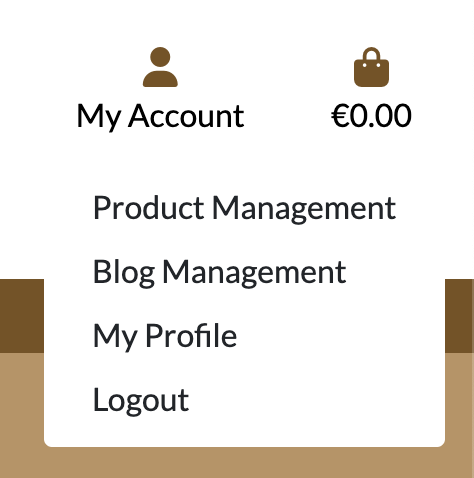 My Account €0.00
Product Management
Blog Management
My Profile
Logout